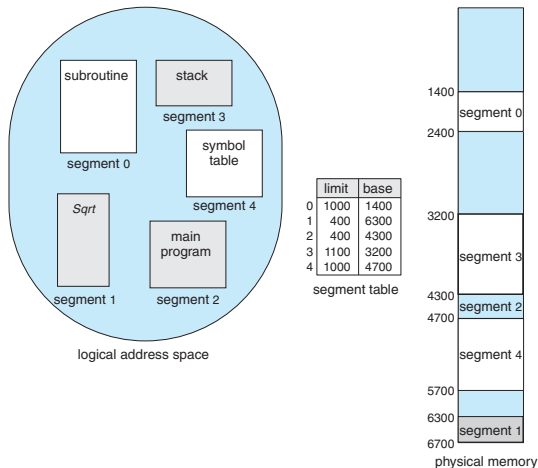 subroutine
segment 0
stack
segment 3
symbol
table
segment 4
Sqrt
segment 1
main
program
segment 2
logical address space
limit base
0 1000 1400
1 400 6300
2 400 4300
3 1100 3200
4 1000 4700
segment table
1400
segment 0
2400
3200
segment 3
4300
segment 2
4700
segment 4
5700
6300
segment 1
6700
physical memory